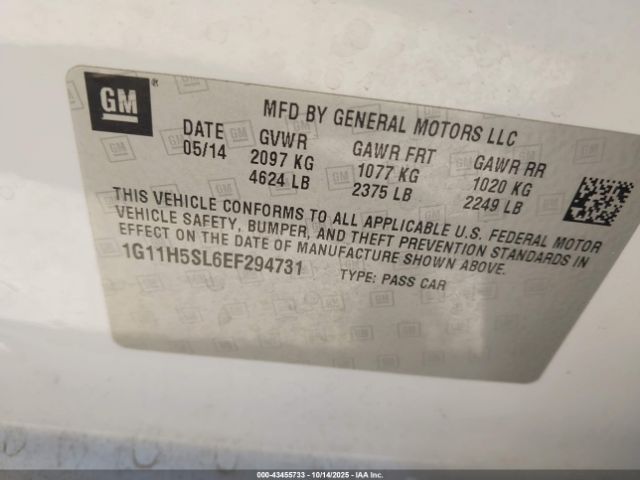 GM
®
MFD BY GENERAL MOTORS LLC
DATE GVWR GAWR FRT GAWR RR
05/14 2097 KG 1077 KG 1020 KG
4624 LB 2375 LB 2249 LB
THIS VEHICLE CONFORMS TO ALL APPLICABLE U.S. FEDERAL MOTOR
VEHICLE SAFETY, BUMPER, AND THEFT PREVENTION STANDARDS IN
EFFECT ON THE DATE OF MANUFACTURE SHOWN ABOVE.
1G11H5SL6EF294731 TYPE: PASS CAR
000-43455733 - 10/14/2025 - IAAI.COM